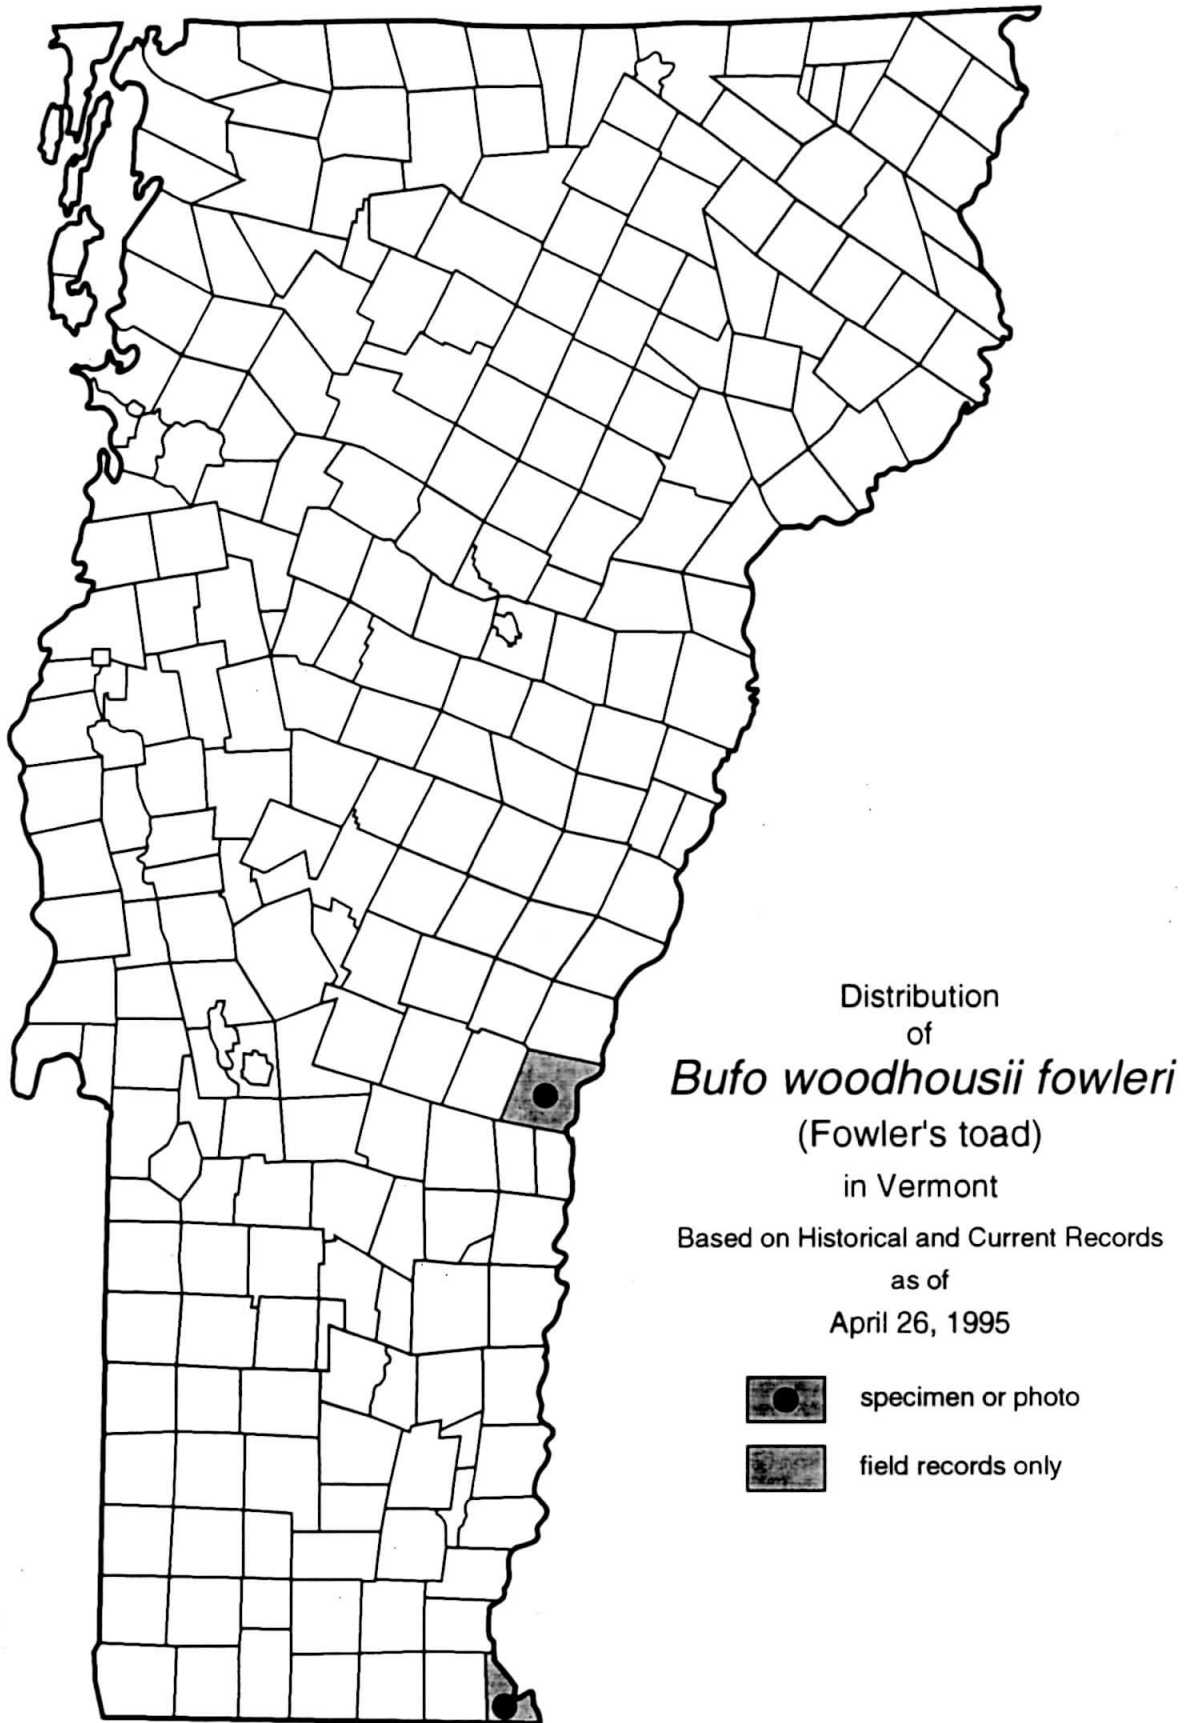 Distribution
of
Bufo woodhousii fowleri
(Fowler's toad)
in Vermont
Based on Historical and Current Records
as of
April 26, 1995
specimen or photo
field records only